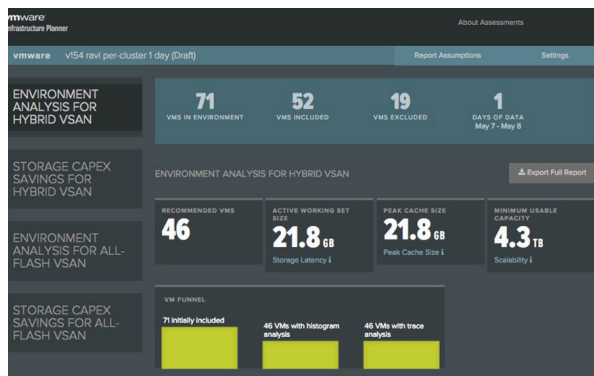 vmware
Infrastructure Planner
About Assessments
vmware v154 ravl per-cluster 1 day (Draft)
Report Assumptions
Settings
ENVIRONMENT
ANALYSIS FOR
HYBRID VSAN
71
VMS IN ENVIRONMENT
52
VMS INCLUDED
19
VMS EXCLUDED
1
DAYS OF DATA
May 7 - May 8
STORAGE CAPEX
SAVINGS FOR
HYBRID VSAN
ENVIRONMENT ANALYSIS FOR HYBRID VSAN
Export Full Report
RECOMMENDED VMS
46
ACTIVE WORKING SET
SIZE
21.8 GB
Storage Latency i
PEAK CACHE SIZE
21.8 GB
Peak Cache Size i
MINIMUM USABLE
CAPACITY
4.3 TB
Scalability i
ENVIRONMENT
ANALYSIS FOR ALL-
FLASH VSAN
STORAGE CAPEX
SAVINGS FOR ALL-
FLASH VSAN
VM FUNNEL
71 Initially Included
46 VMs with histogram
analysis
46 VMs with trace
analysis